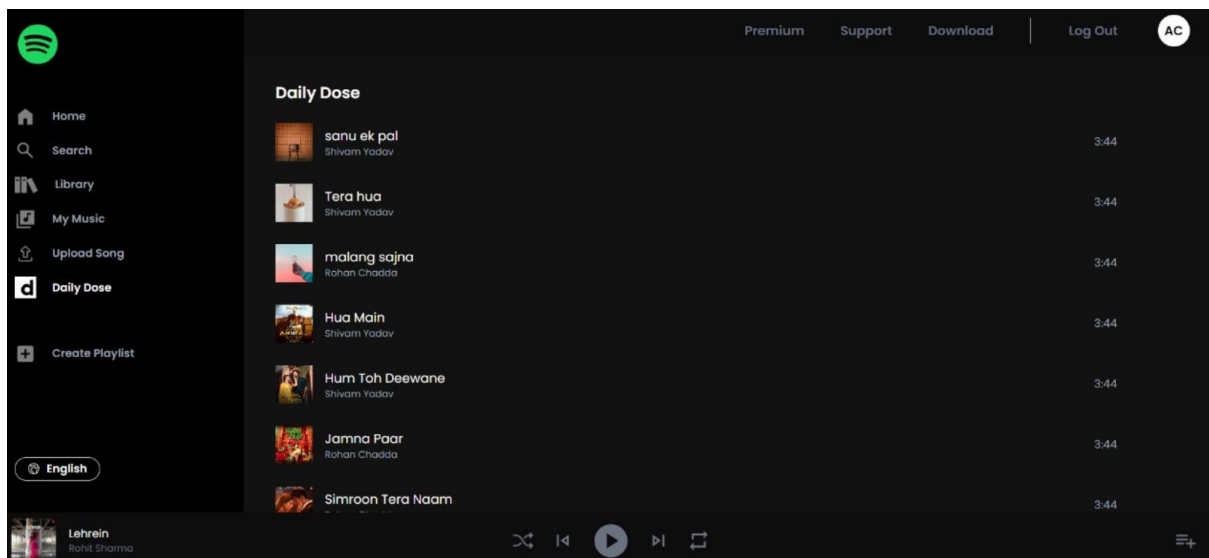 Premium
Support
Download
Log Out
AC
Home
Search
Library
My Music
Upload Song
d
Daily Dose
Create Playlist
English
Daily Dose
sanu ek pal
Shivam Yadav
3:44
Tera hua
Shivam Yadav
3:44
malang sajna
Rohan Chadda
3:44
Hua Main
Shivam Yadav
3:44
Hum Toh Deewane
Shivam Yadav
3:44
Jamna Paar
Rohan Chadda
3:44
Simroon Tera Naam
3:44
Lehrein
Rohit Sharma